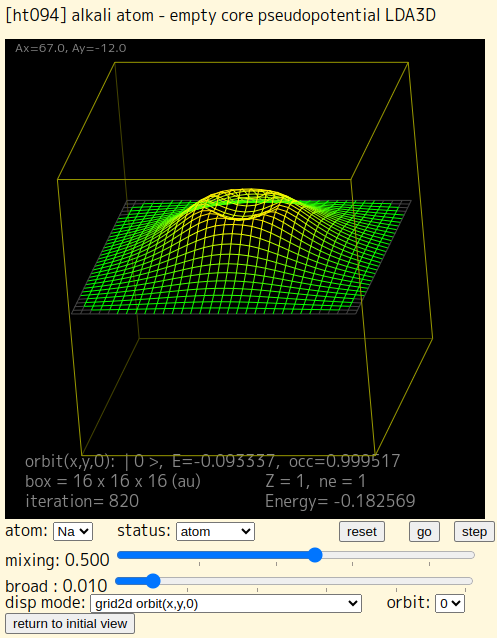 [ht094] alkali atom - empty core pseudopotential LDA3D
Ax=67.0, Ay=-12.0
orbit(x,y,0): | 0 >, E=-0.093337, occ=0.999517
box = 16 x 16 x 16 (au) Z = 1, ne = 1
iteration= 820 Energy= -0.182569
atom: Na status: atom reset go step
mixing: 0.500
broad : 0.010
disp mode: grid2d orbit(x,y,0) orbit: 0
return to initial view